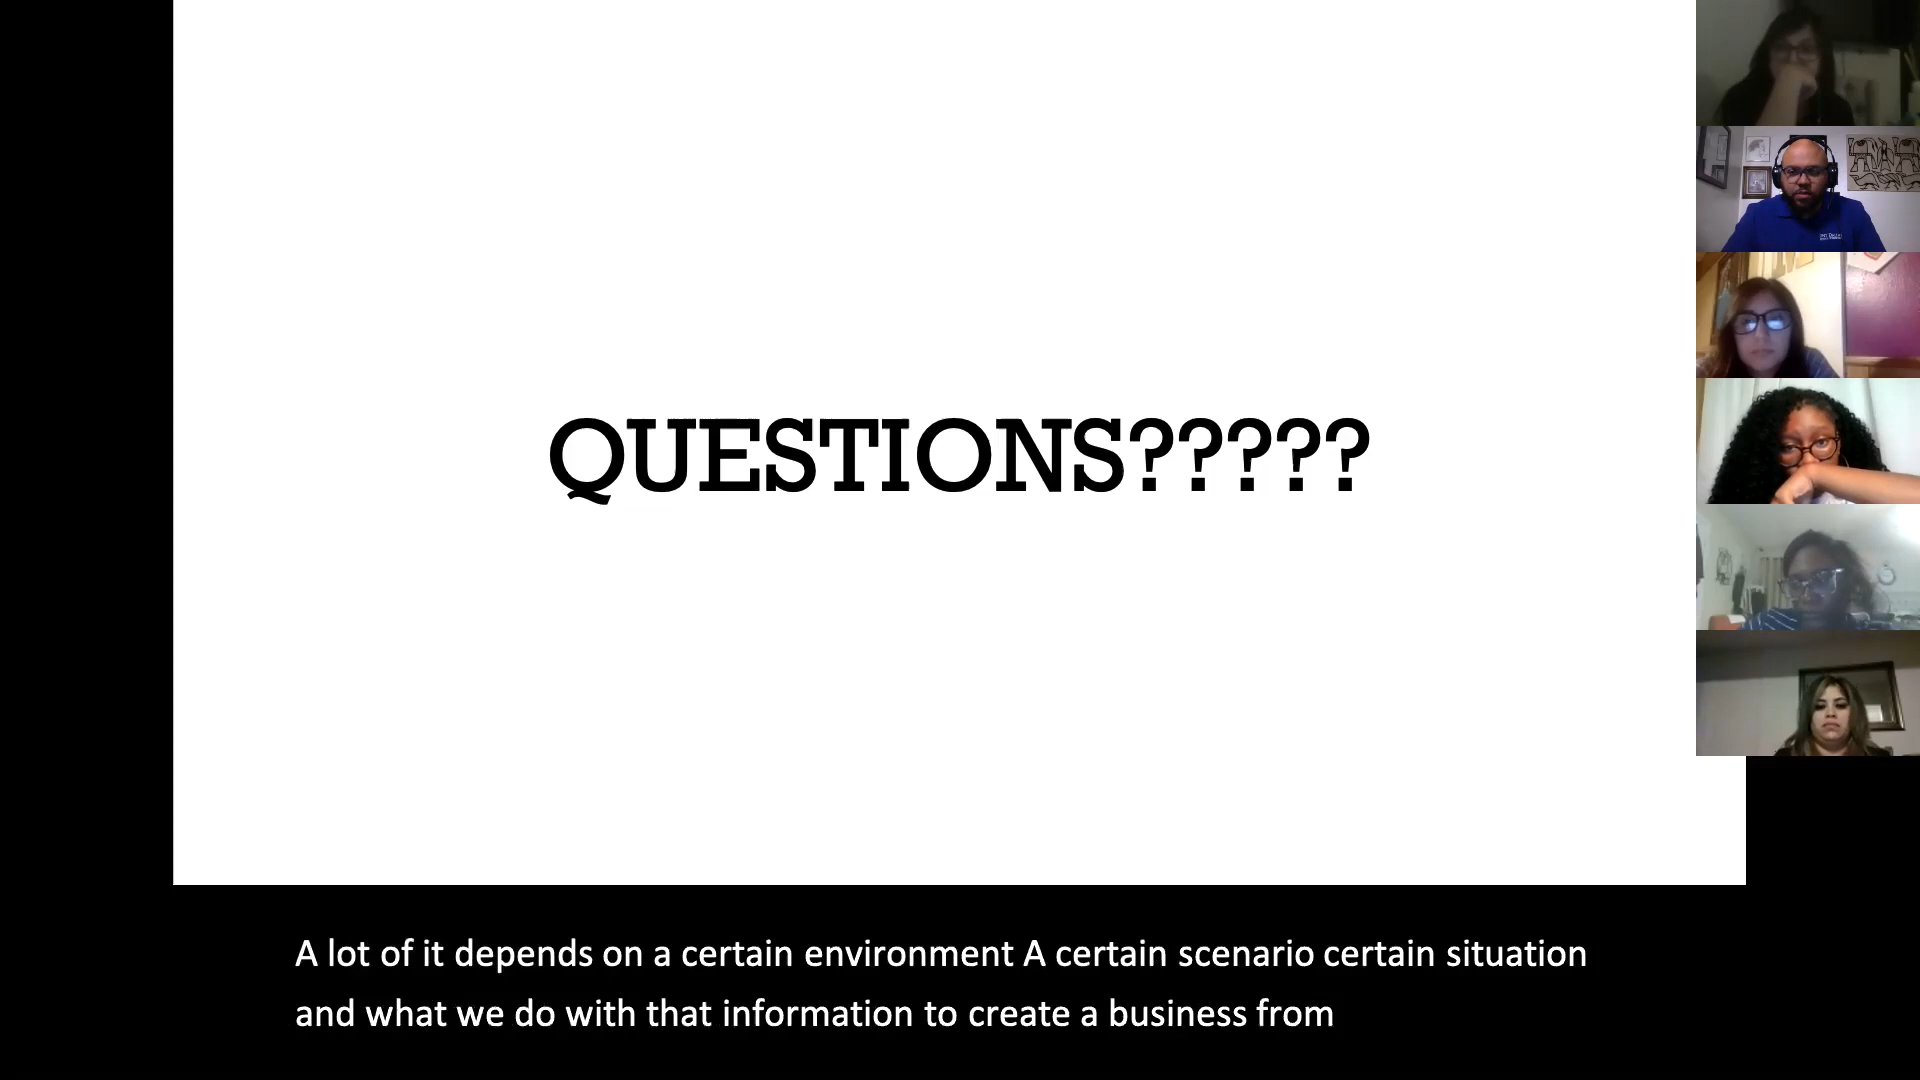 QUESTIONS?????
A lot of it depends on a certain environment A certain scenario certain situation
and what we do with that information to create a business from